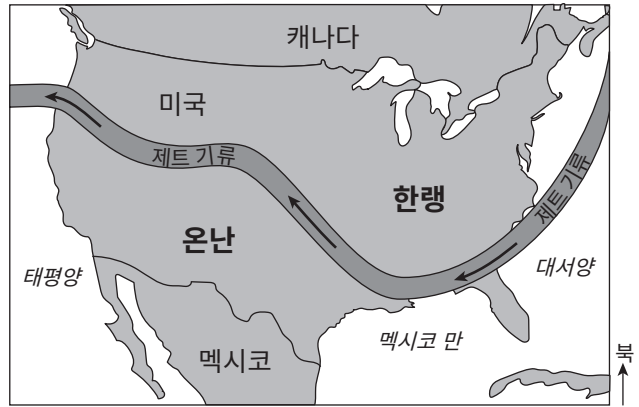 캐나다
미국
제트 기류
한랭
제트 기류
온난
대서양
태평양
멕시코 만
멕시코
북